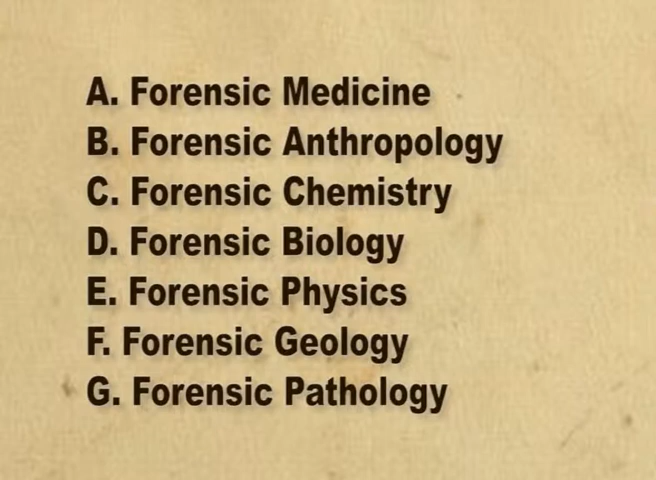 A. Forensic Medicine
B. Forensic Anthropology
C. Forensic Chemistry
D. Forensic Biology
E. Forensic Physics
F. Forensic Geology
G. Forensic Pathology